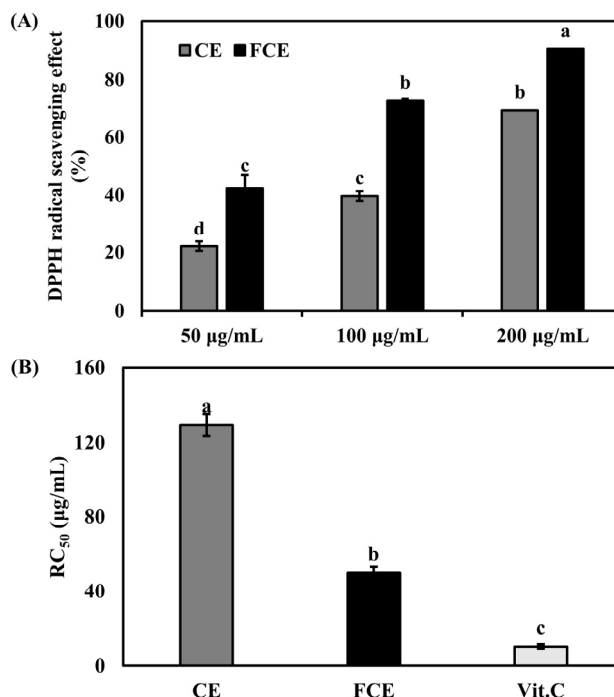 (A)
100
80
60
40
20
0
DPPH radical scavenging effect
(%)
CE FCE
d
c
c
b
b
a
50 μg/mL 100 μg/mL 200 μg/mL
(B)
160
120
80
40
0
RC50 (μg/mL)
a
b
c
CE FCE Vit.C